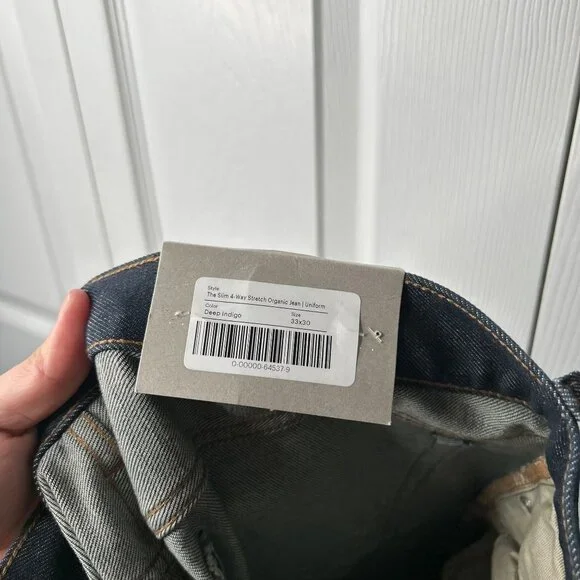 Style:
The Slim 4-Way Stretch Organic Jean | Uniform
Color Size
Deep Indigo 33x30
0-00000-64537-9